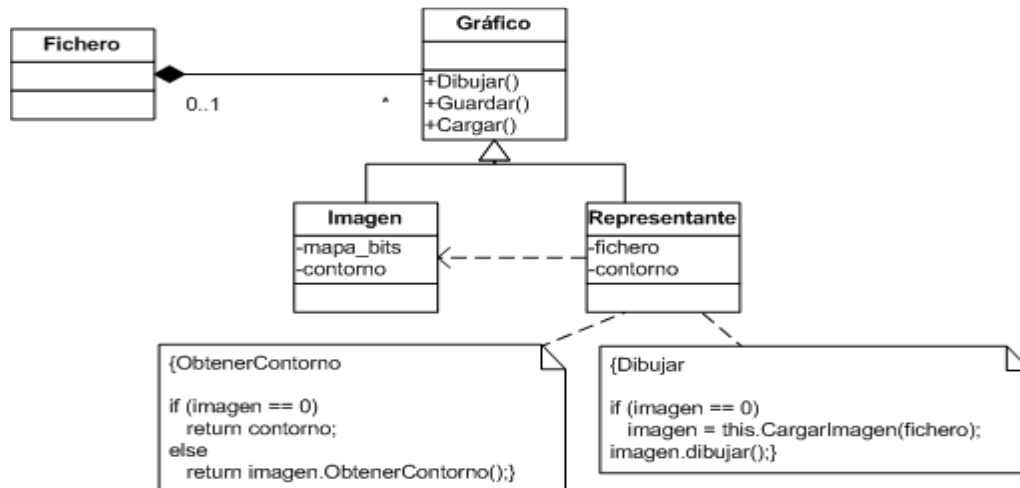 Fichero
0..1
*
Gráfico
+Dibujar()
+Guardar()
+Cargar()
Imagen
-mapa_bits
-contorno
Representante
-fichero
-contorno
{ObtenerContorno
if (imagen == 0)
return contorno;
else
return imagen.ObtenerContorno();}
{Dibujar
if (imagen == 0)
imagen = this.CargarImagen(fichero);
imagen.dibujar();}